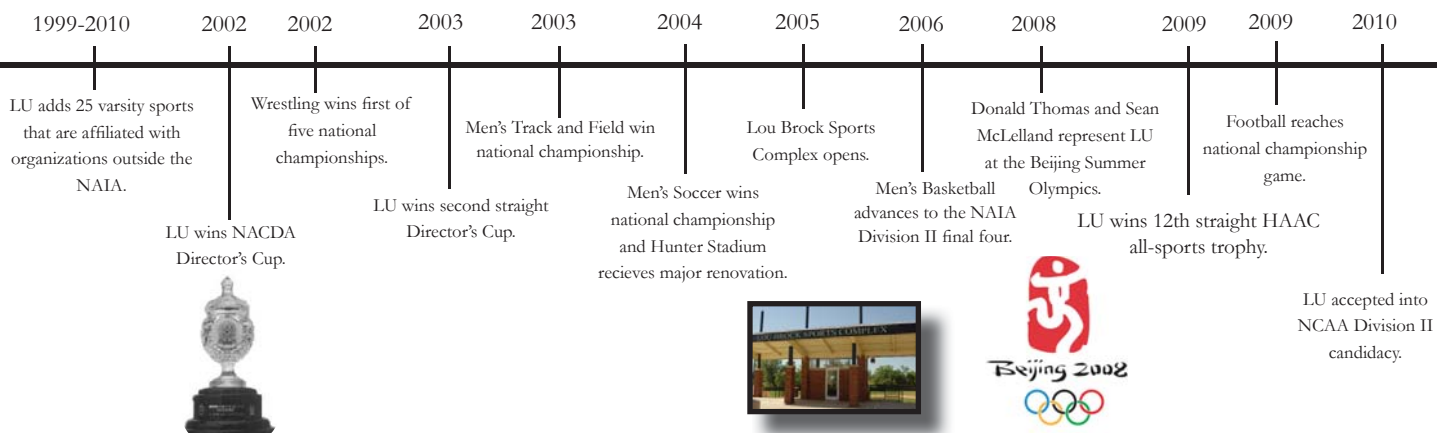 1999-2010
LU adds 25 varsity sports
that are affiliated with
organizations outside the
NAIA.
2002
LU wins NACDA
Director's Cup.
2002
Wrestling wins first of
five national
championships.
2003
LU wins second straight
Director's Cup.
2003
Men's Track and Field win
national championship.
2004
Men's Soccer wins
national championship
and Hunter Stadium
recieves major renovation.
2005
Lou Brock Sports
Complex opens.
LOU BROCK SPORTS COMPLEX
2006
Men's Basketball
advances to the NAIA
Division II final four.
2008
Donald Thomas and Sean
McLelland represent LU
at the Beijing Summer
Olympics.
Beijing 2008
2009
LU wins 12th straight HAAC
all-sports trophy.
2009
Football reaches
national championship
game.
2010
LU accepted into
NCAA Division II
candidacy.